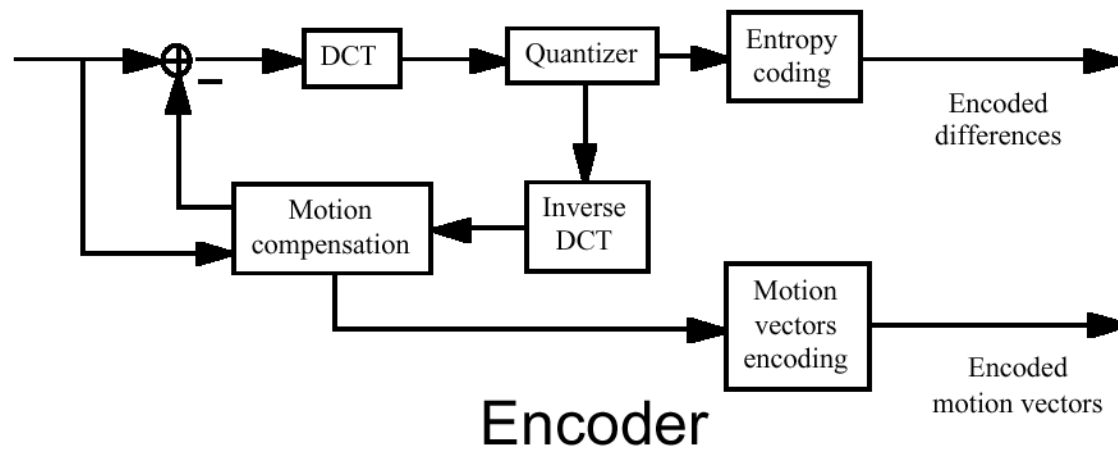 DCT
Quantizer
Entropy
coding
Encoded
differences
−
Motion
compensation
Inverse
DCT
Motion
vectors
encoding
Encoded
motion vectors
Encoder